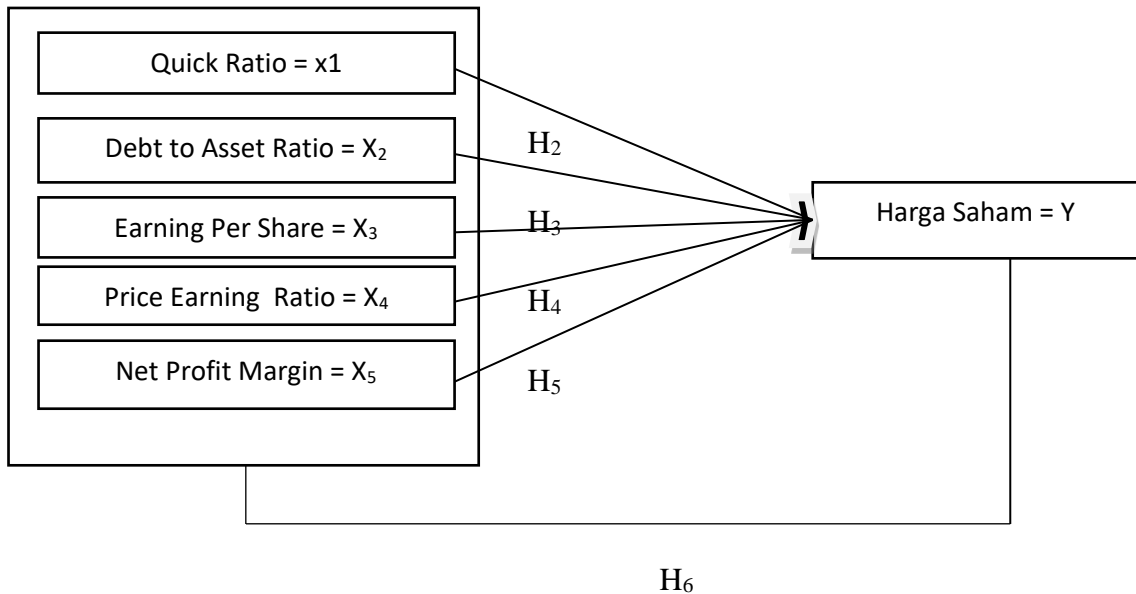 Quick Ratio = x1
Debt to Asset Ratio = X₂
H₂
Harga Saham = Y
Earning Per Share = X₃
H₃
Price Earning Ratio = X₄
H₄
Net Profit Margin = X₅
H₅
H₆